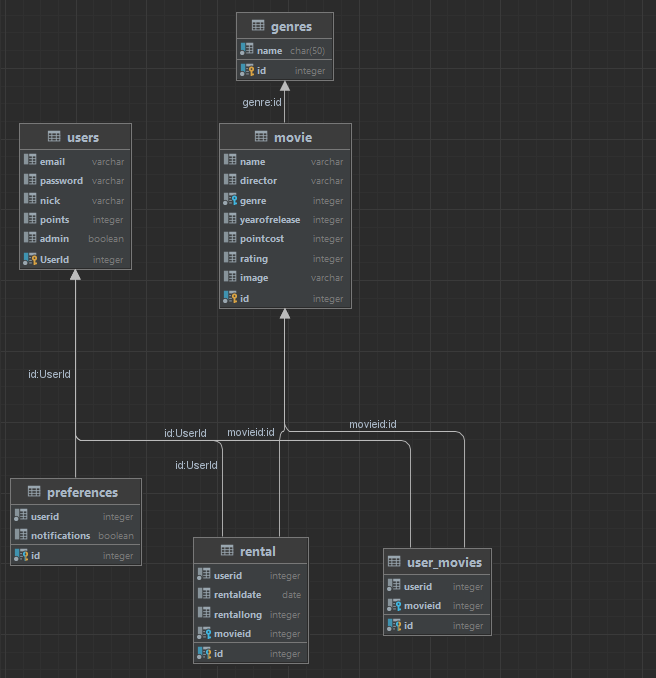 genres
name char(50)
id integer
genre:id
users
email varchar
password varchar
nick varchar
points integer
admin boolean
UserId integer
movie
name varchar
director varchar
genre integer
yearofrelease integer
pointcost integer
rating integer
image varchar
id integer
id:UserId
id:UserId
movieid:id
movieid:id
id:UserId
preferences
userid integer
notifications boolean
id integer
rental
userid integer
rentaldate date
rentallong integer
movieid integer
id integer
user_movies
userid integer
movieid integer
id integer